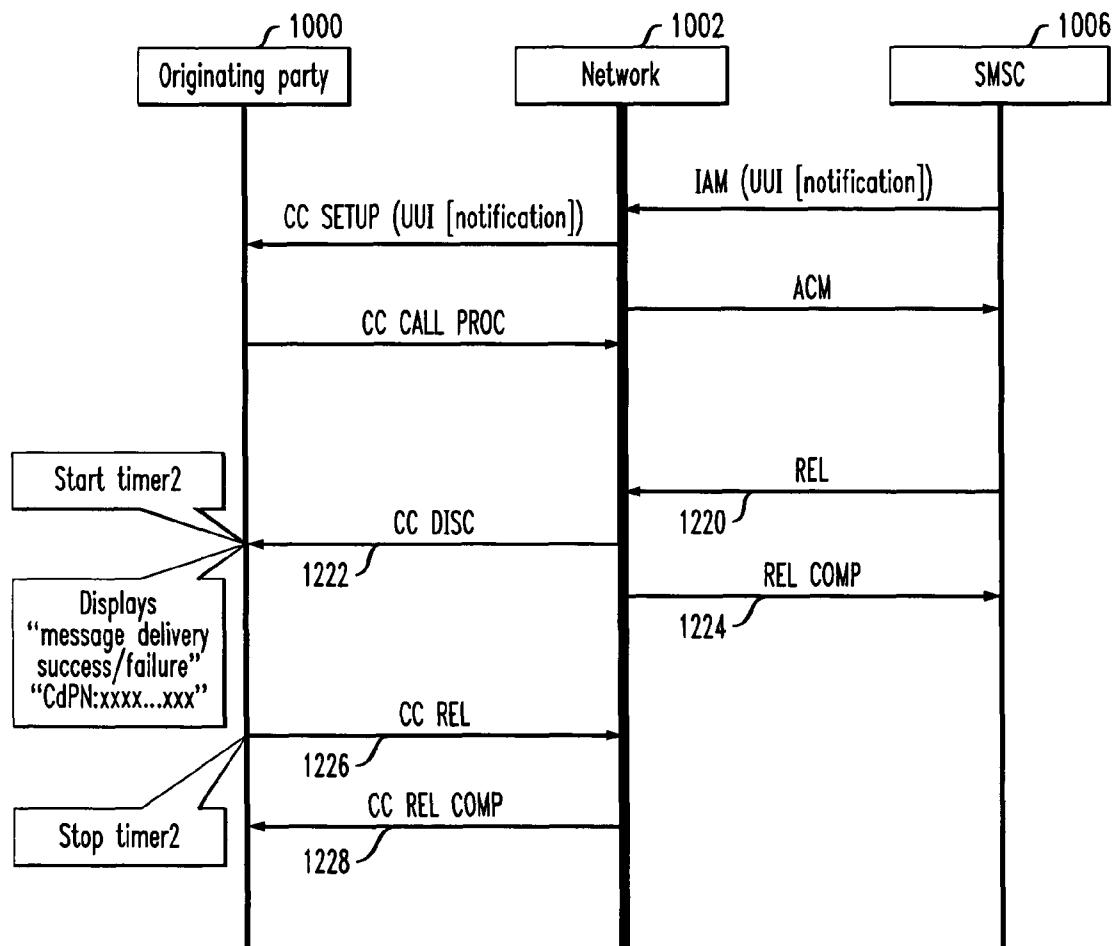 1000
1002
1006
Originating party
Network
SMSC
IAM (UUI [notification])
CC SETUP (UUI [notification])
ACM
CC CALL PROC
Start timer2
REL
1220
CC DISC
1222
REL COMP
1224
Displays
“message delivery
success/failure”
“CdPN:xxxx...xxx”
CC REL
1226
Stop timer2
CC REL COMP
1228